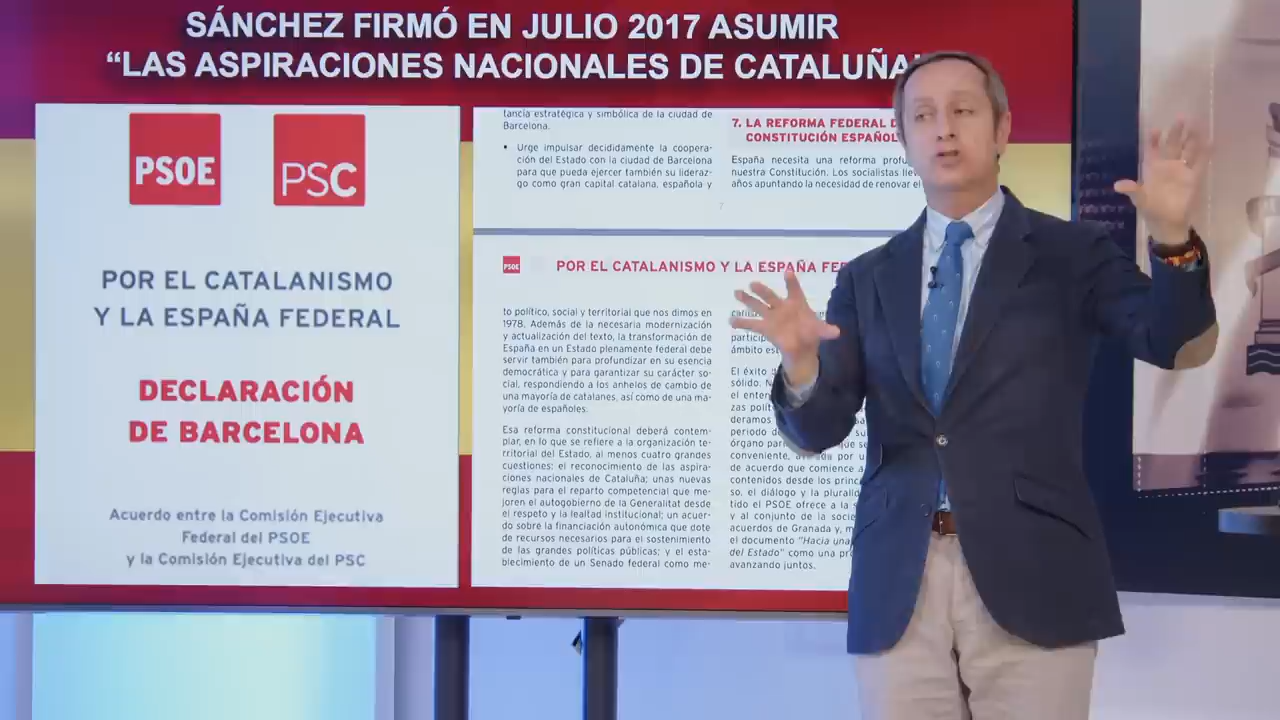 SÁNCHEZ FIRMÓ EN JULIO 2017 ASUMIR
“LAS ASPIRACIONES NACIONALES DE CATALUÑA
PSOE
PSC
POR EL CATALANISMO
Y LA ESPAÑA FEDERAL
DECLARACIÓN
DE BARCELONA
Acuerdo entre la Comisión Ejecutiva
Federal del PSOE
y la Comisión Ejecutiva del PSC
tancia estratégica y simbólica de la ciudad de
Barcelona.
• Urge impulsar decididamente la coopera-
ción del Estado con la ciudad de Barcelona
para que pueda ejercer también su lideraz-
go como gran capital catalana, española y
7. LA REFORMA FEDERAL
CONSTITUCIÓN
España necesita una reforma
nuestra Constitución. Los socialistas
años apuntando la necesidad de renovar
7
PSOE
POR EL CATALANISMO Y LA ESPAÑA
to político, social y territorial que nos dimos en
1978. Además de la necesaria modernización
y actualización del texto, la transformación de
España en un Estado plenamente federal debe
servir también para profundizar en su esencia
democrática y para garantizar su carácter so-
cial, respondiendo a los anhelos de cambio de
una mayoría de catalanes, así como de una ma-
yoría de españoles.
Esa reforma constitucional deberá contem-
plar, en lo que se refiere a la organización te-
rritorial del Estado, al menos cuatro grandes
cuestiones: el reconocimiento de las aspira-
ciones nacionales de Cataluña; unas nuevas
reglas para el reparto competencial que me-
joren el autogobierno de la Generalitat desde
el respeto y la lealtad institucional; un acuer-
do sobre la financiación autonómica que dote
de recursos necesarios para el sostenimiento
de las grandes políticas públicas; y el esta-
blecimiento de un Senado federal como me-
ámbito
El éxito
sólido.
el
zas
deramos
periodo de su
órgano que se
conveniente, por
de acuerdo que comience a
contenidos desde los
so, el diálogo y la
tido el PSOE ofrece a la
y al conjunto de la
acuerdos de Granada y,
el documento "Hacia una
del Estado" como una
avanzando juntos.